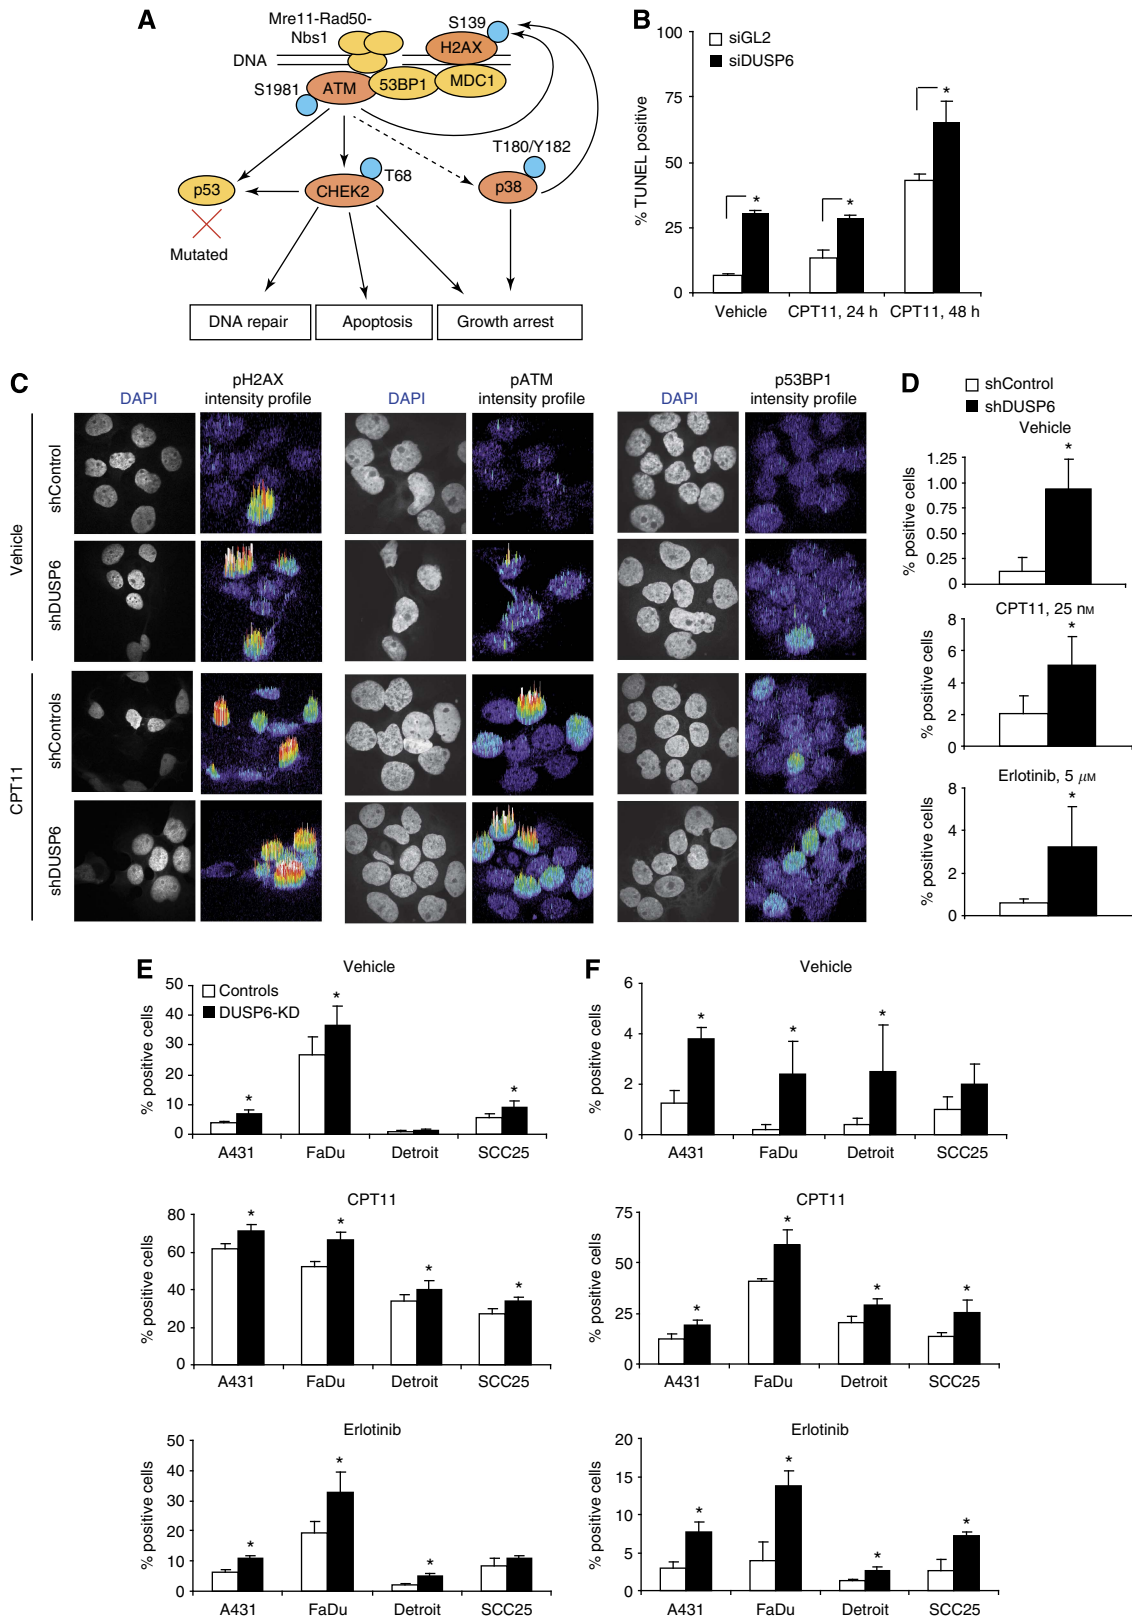 A
Mre11-Rad50-
Nbs1
S139
H2AX
DNA
S1981
ATM
53BP1
MDC1
T180/Y182
p53
CHEK2
T68
p38
Mutated
DNA repair
Apoptosis
Growth arrest
B
siGL2
siDUSP6
% TUNEL positive
100
75
50
25
0
*
*
*
Vehicle
CPT11, 24 h
CPT11, 48 h
C
DAPI
pH2AX
intensity profile
DAPI
pATM
intensity profile
DAPI
p53BP1
intensity profile
Vehicle
shControl
shDUSP6
CPT11
shControls
shDUSP6
D
shControl
shDUSP6
Vehicle
% positive cells
1.25
1.00
0.75
0.50
0.25
0
*
CPT11, 25 nM
% positive cells
8
6
4
2
0
*
Erlotinib, 5 μM
% positive cells
8
4
2
0
*
E
Vehicle
Controls
DUSP6-KD
% positive cells
50
40
30
20
10
0
*
*
*
A431
FaDu
Detroit
SCC25
CPT11
% positive cells
80
60
40
20
0
*
*
*
*
A431
FaDu
Detroit
SCC25
Erlotinib
% positive cells
50
40
30
20
10
0
*
*
*
A431
FaDu
Detroit
SCC25
F
Vehicle
% positive cells
6
4
2
0
*
*
*
A431
FaDu
Detroit
SCC25
CPT11
% positive cells
75
50
25
0
*
*
*
*
A431
FaDu
Detroit
SCC25
Erlotinib
% positive cells
20
15
10
5
0
*
*
*
*
A431
FaDu
Detroit
SCC25